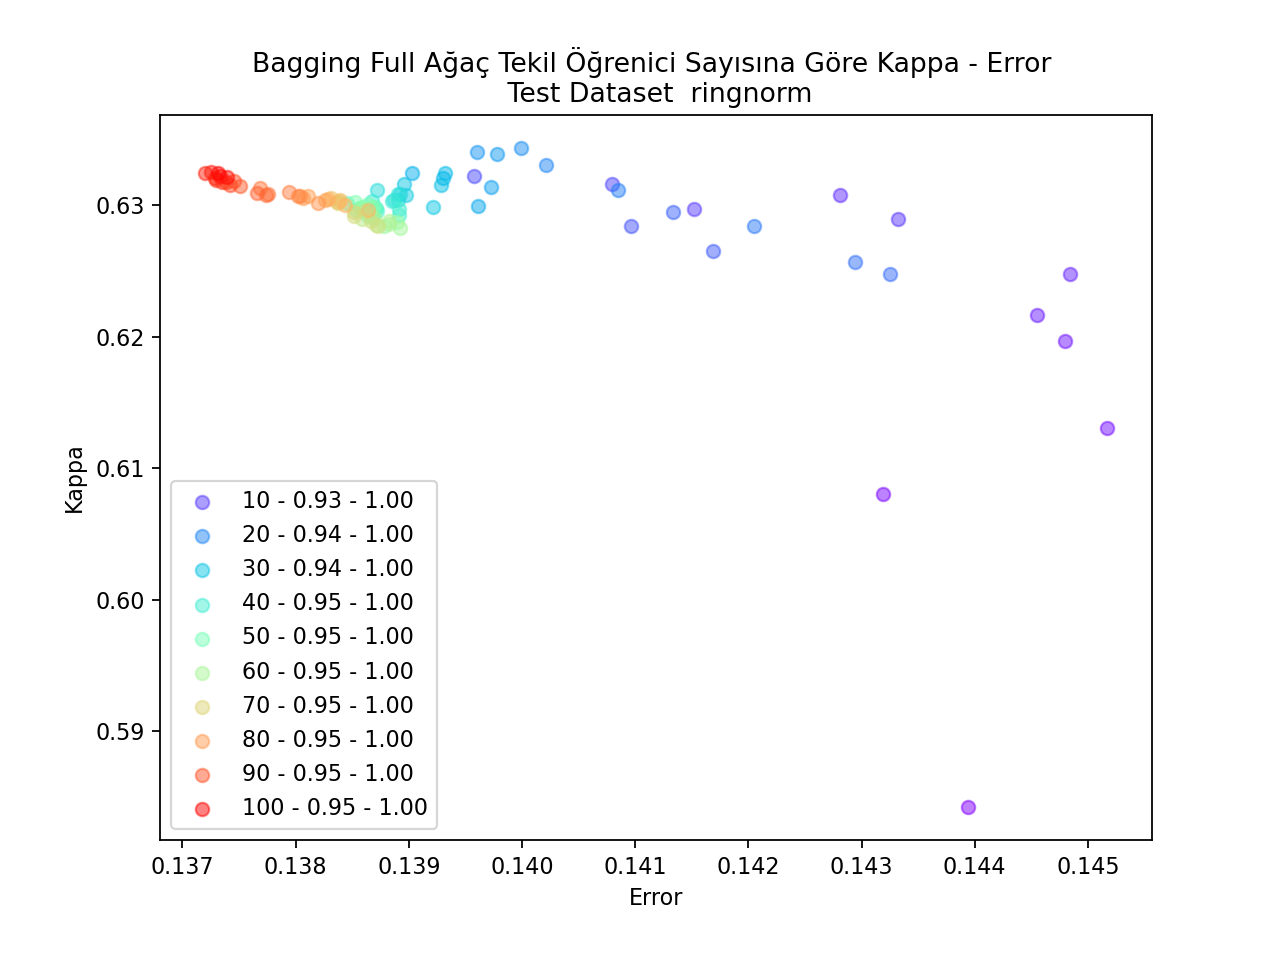 Bagging Full Ağaç Tekil Öğrenici Sayısına Göre Kappa - Error
Test Dataset  ringnorm
Kappa
0.63
0.62
0.61
0.60
0.59
10 - 0.93 - 1.00
20 - 0.94 - 1.00
30 - 0.94 - 1.00
40 - 0.95 - 1.00
50 - 0.95 - 1.00
60 - 0.95 - 1.00
70 - 0.95 - 1.00
80 - 0.95 - 1.00
90 - 0.95 - 1.00
100 - 0.95 - 1.00
0.137 0.138 0.139 0.140 0.141 0.142 0.143 0.144 0.145
Error